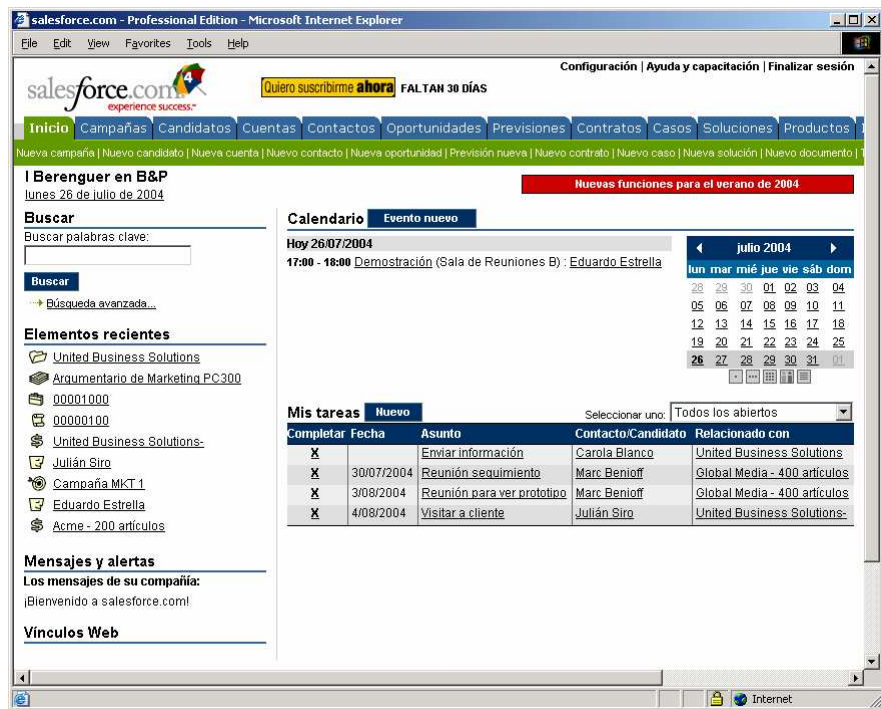 salesforce.com - Professional Edition - Microsoft Internet Explorer
File Edit View Favorites Tools Help
Configuración | Ayuda y capacitación | Finalizar sesión
salesforce.com 4
experience success.™
Quiero suscribirme ahora FALTAN 30 DÍAS
Inicio Campañas Candidatos Cuentas Contactos Oportunidades Previsiones Contratos Casos Soluciones Productos
Nueva campaña | Nuevo candidato | Nueva cuenta | Nuevo contacto | Nueva oportunidad | Previsión nueva | Nuevo contrato | Nuevo caso | Nueva solución | Nuevo documento |
I Berenguer en B&P
lunes 26 de julio de 2004
Nuevas funciones para el verano de 2004
Buscar
Buscar palabras clave:
Buscar
Búsqueda avanzada...
Elementos recientes
United Business Solutions
Argumentario de Marketing PC300
00001000
00000100
United Business Solutions-
Julián Siro
Campaña MKT 1
Eduardo Estrella
Acme - 200 artículos
Mensajes y alertas
Los mensajes de su compañía:
¡Bienvenido a salesforce.com!
Vínculos Web
Calendario Evento nuevo
Hoy 26/07/2004
17:00 - 18:00 Demostración (Sala de Reuniones B) : Eduardo Estrella
julio 2004
lun mar mié jue vie sáb dom
28 29 30 01 02 03 04
05 06 07 08 09 10 11
12 13 14 15 16 17 18
19 20 21 22 23 24 25
26 27 28 29 30 31 01
Mis tareas Nuevo Seleccionar uno: Todos los abiertos
Completar Fecha Asunto Contacto/Candidato Relacionado con
X Enviar información Carola Blanco United Business Solutions
X 30/07/2004 Reunión seguimiento Marc Benioff Global Media - 400 artículos
X 3/08/2004 Reunión para ver prototipo Marc Benioff Global Media - 400 artículos
X 4/08/2004 Visitar a cliente Julián Siro United Business Solutions-
Internet